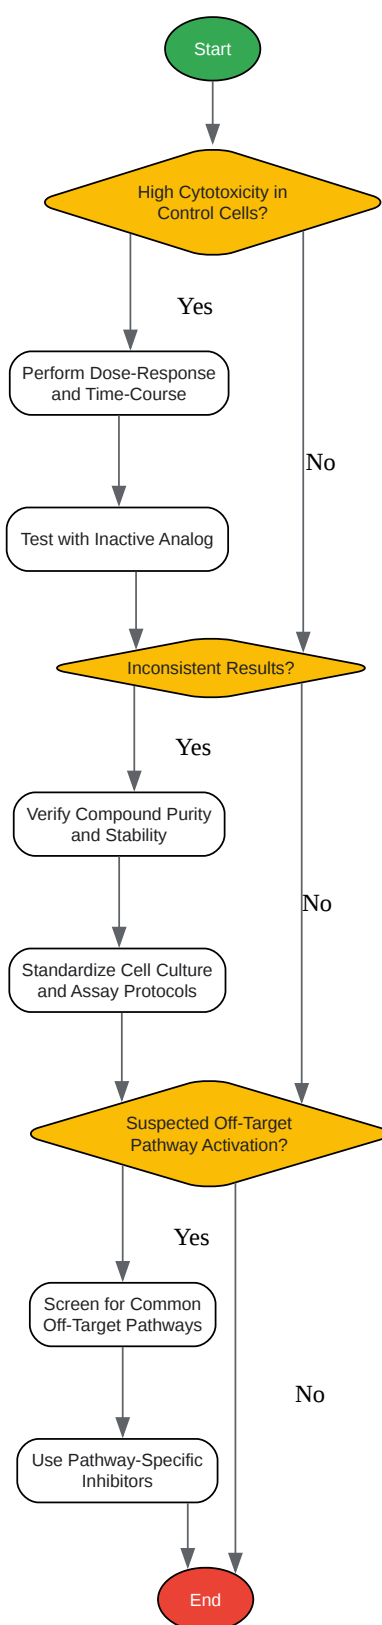 Start
High Cytotoxicity in
Control Cells?
Yes
Perform Dose-Response
and Time-Course
No
Test with Inactive Analog
Inconsistent Results?
Yes
Verify Compound Purity
and Stability
No
Standardize Cell Culture
and Assay Protocols
Suspected Off-Target
Pathway Activation?
Yes
Screen for Common
Off-Target Pathways
No
Use Pathway-Specific
Inhibitors
End